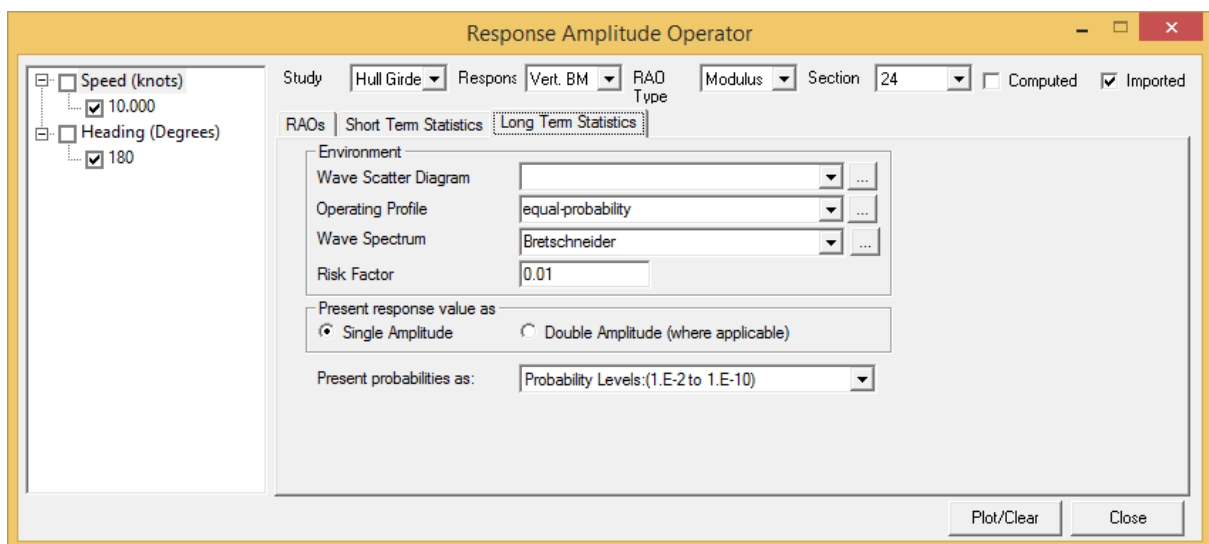 Response Amplitude Operator
Speed (knots)
10.000
Heading (Degrees)
180
Study Hull Girde Respons Vert. BM RAO Type Modulus Section 24 Computed Imported
RAOs Short Term Statistics Long Term Statistics
Environment
Wave Scatter Diagram ...
Operating Profile equal-probability ...
Wave Spectrum Bretschneider ...
Risk Factor 0.01
Present response value as
Single Amplitude Double Amplitude (where applicable)
Present probabilities as: Probability Levels:(1.E-2 to 1.E-10)
Plot/Clear Close